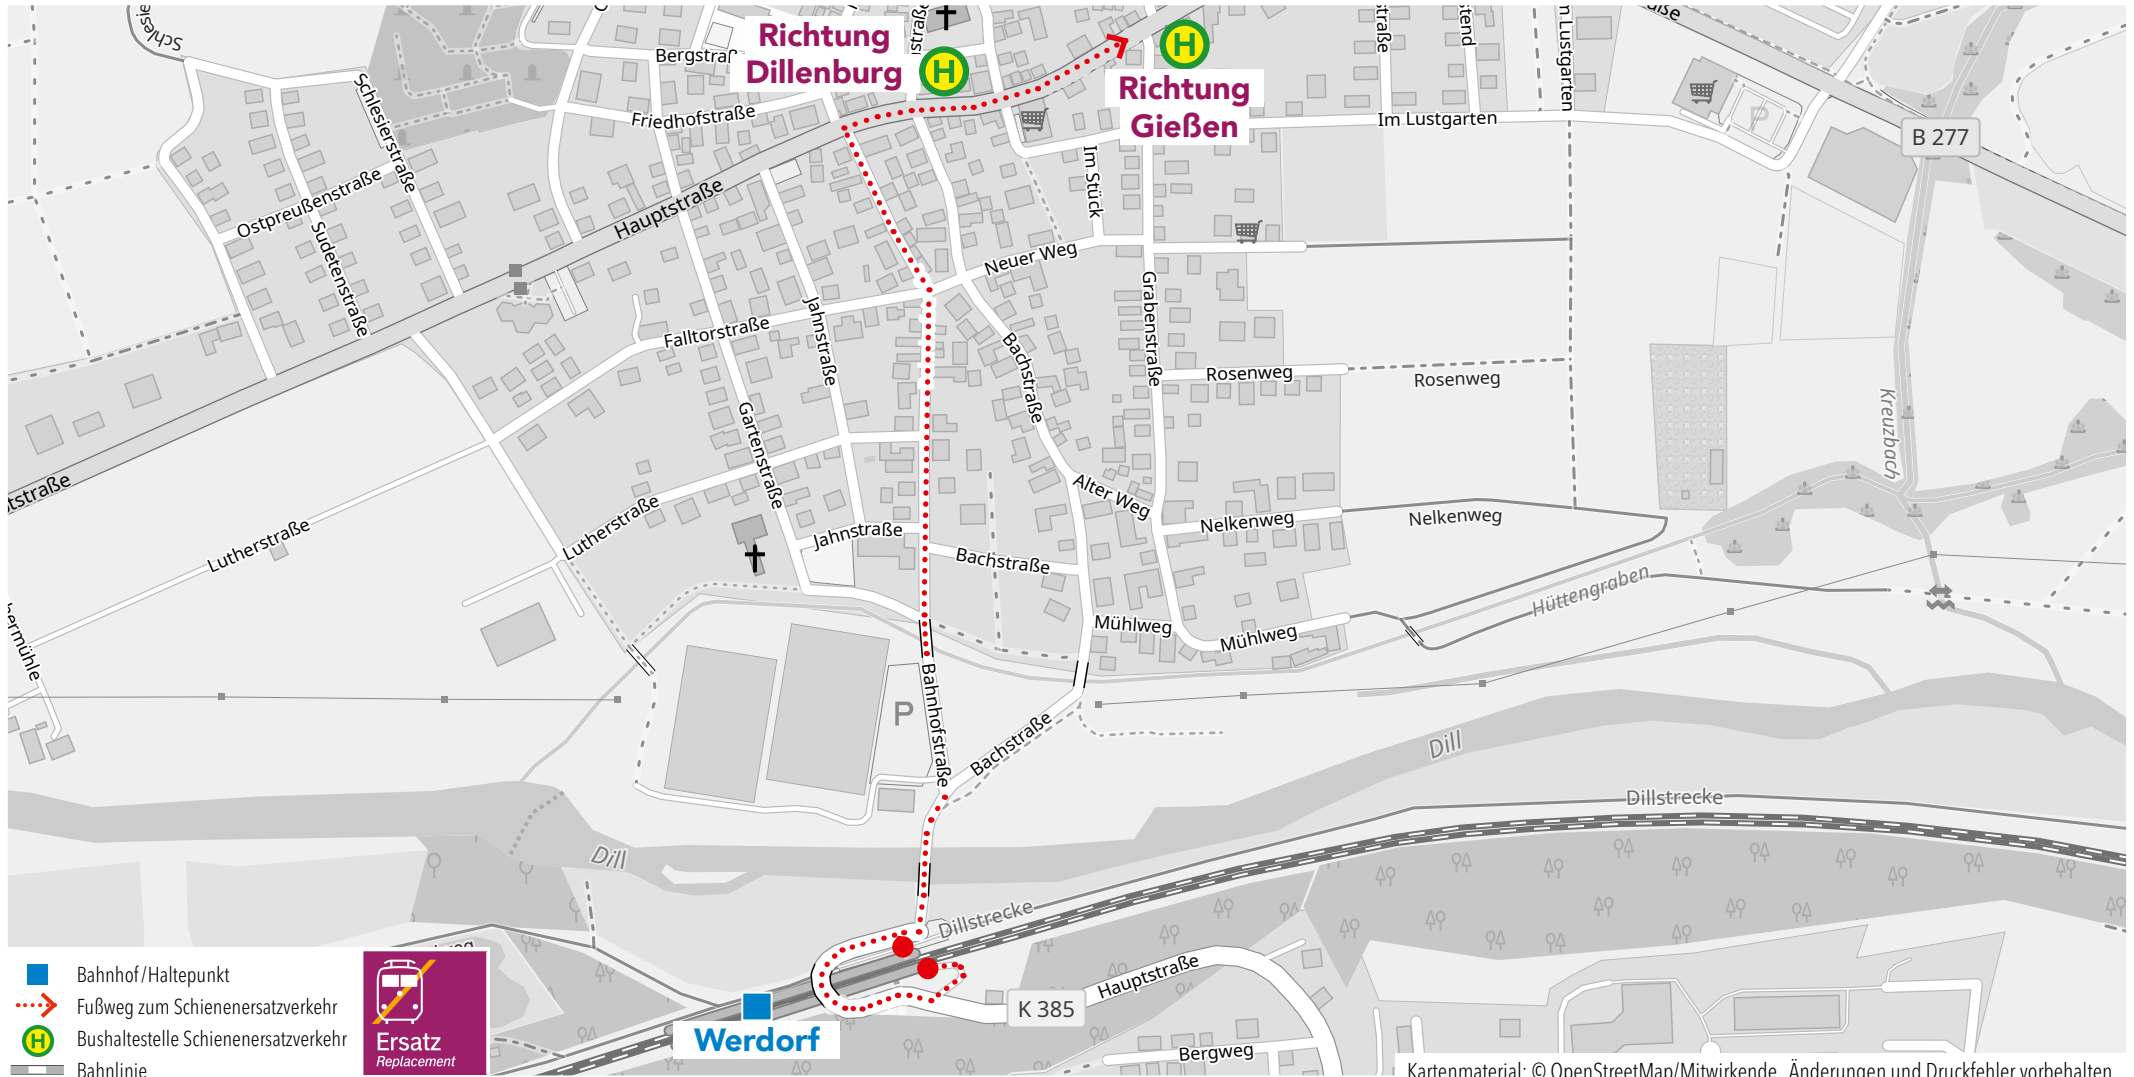 Richtung
Dillenburg
H
H
Richtung
Gießen
Bergstraß
Friedhofstraße
Schlesierstraße
Ostpreußenstraße
Sudetenstraße
Hauptstraße
Im Lustgarten
Im Stück
B 277
P
Neuer Weg
Falltorstraße
Jahnstraße
Grabenstraße
Bachstraße
Rosenweg
Rosenweg
Gartenstraße
Kreuzbach
Alter Weg
Nelkenweg
Nelkenweg
Lutherstraße
Lutherstraße
Jahnstraße
Bachstraße
Hüttengraben
Mühlweg
Mühlweg
ermühle
Bahnhofstraße
P
Bachstraße
Dill
Dillstrecke
Dill
Dillstrecke
Hauptstraße
K 385
Werdorf
Bergweg
Bahnhof/Haltepunkt
Fußweg zum Schienenersatzverkehr
H
Bushaltestelle Schienenersatzverkehr
Bahnlinie
Ersatz
Replacement
Kartenmaterial: © OpenStreetMap/Mitwirkende, Änderungen und Druckfehler vorbehalten